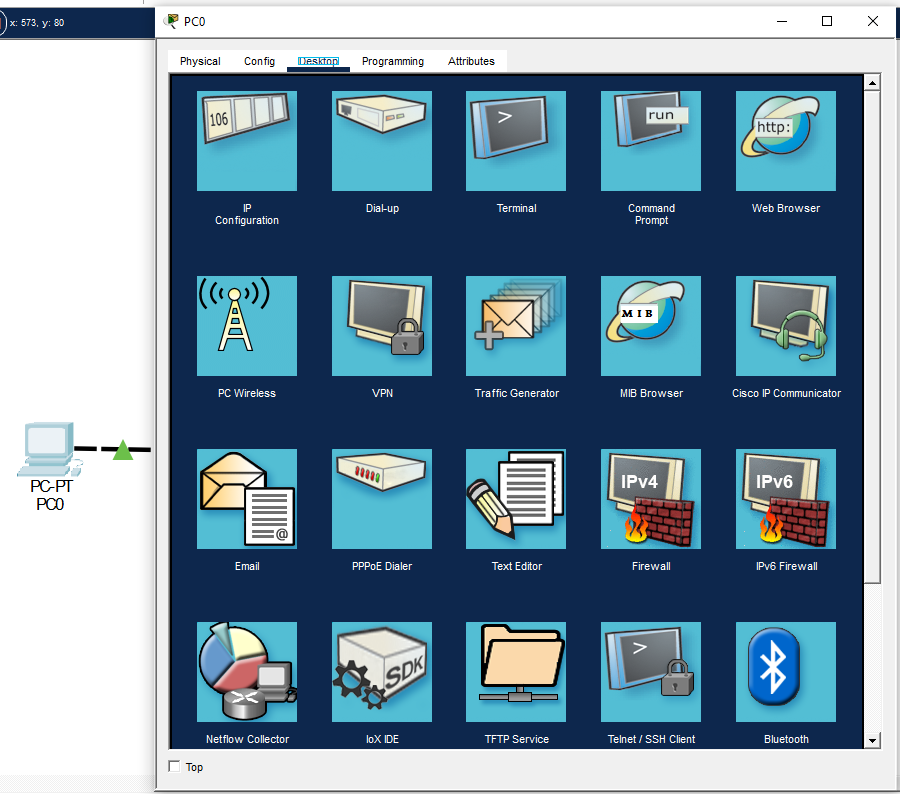 x: 573, y: 80
PC0
Physical
Config
Desktop
Programming
Attributes
106
>
run
http:
IP
Configuration
Dial-up
Terminal
Command
Prompt
Web Browser
MIB
PC Wireless
VPN
Traffic Generator
MIB Browser
Cisco IP Communicator
PC-PT
PC0
@
IPv4
IPv6
Email
PPPoE Dialer
Text Editor
Firewall
IPv6 Firewall
SDK
>
Netflow Collector
IoX IDE
TFTP Service
Telnet / SSH Client
Bluetooth
Top